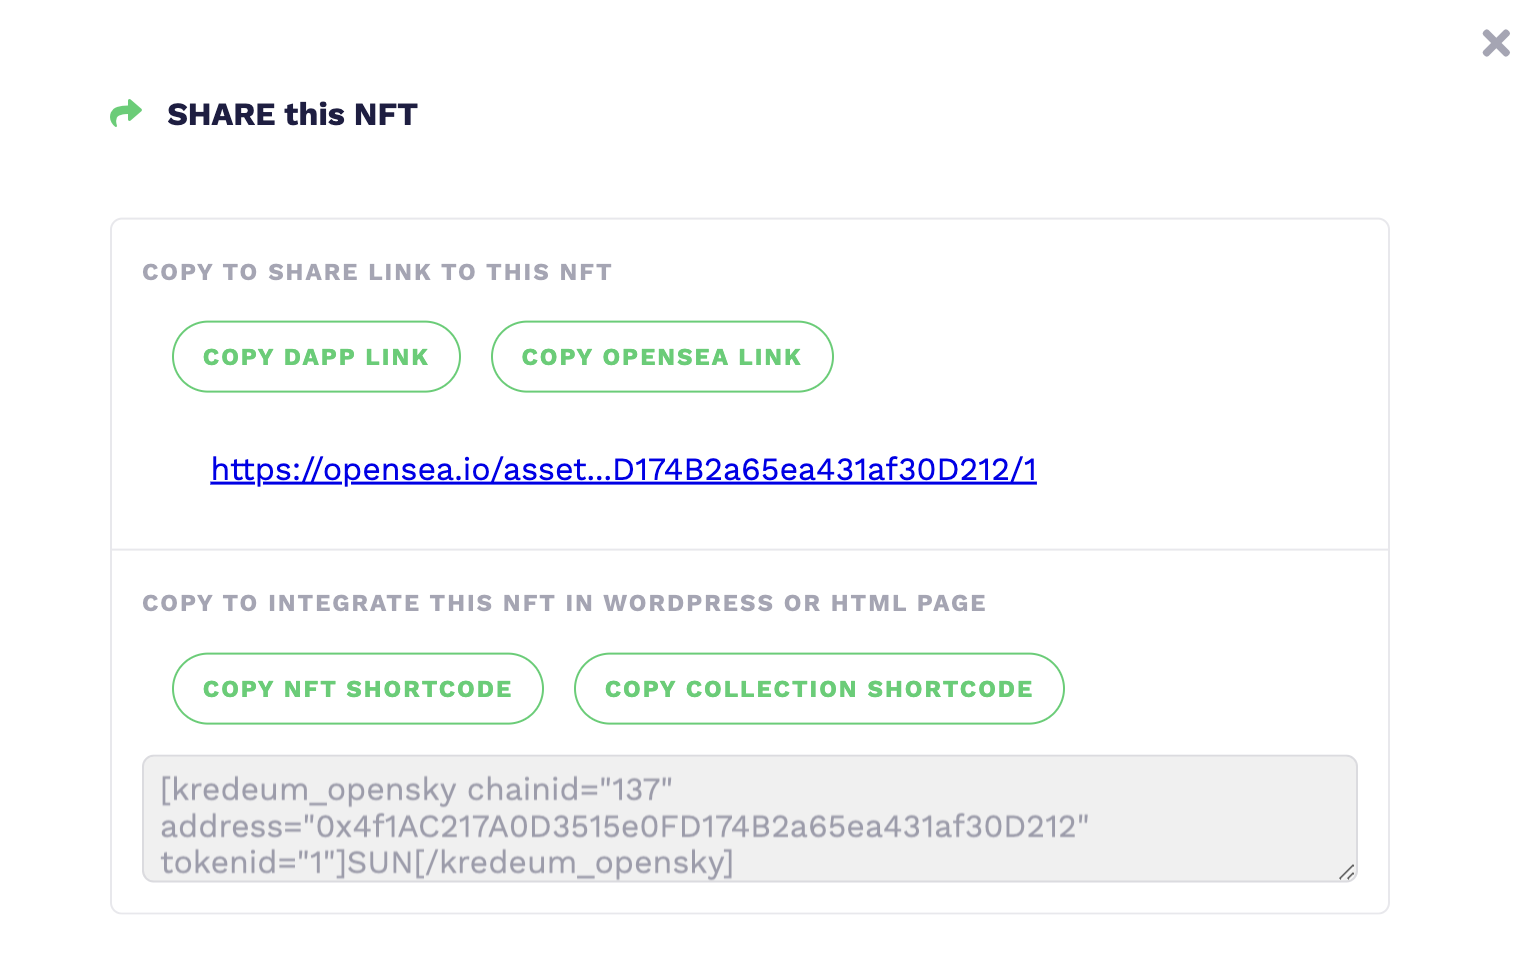 SHARE this NFT
COPY TO SHARE LINK TO THIS NFT
COPY DAPP LINK
COPY OPENSEA LINK
https://opensea.io/asset...D174B2a65ea431af30D212/1
COPY TO INTEGRATE THIS NFT IN WORDPRESS OR HTML PAGE
COPY NFT SHORTCODE
COPY COLLECTION SHORTCODE
[kredeum_opensky chainid="137"
address="0x4f1AC217A0D3515e0FD174B2a65ea431af30D212"
tokenid="1"]SUN[/kredeum_opensky]